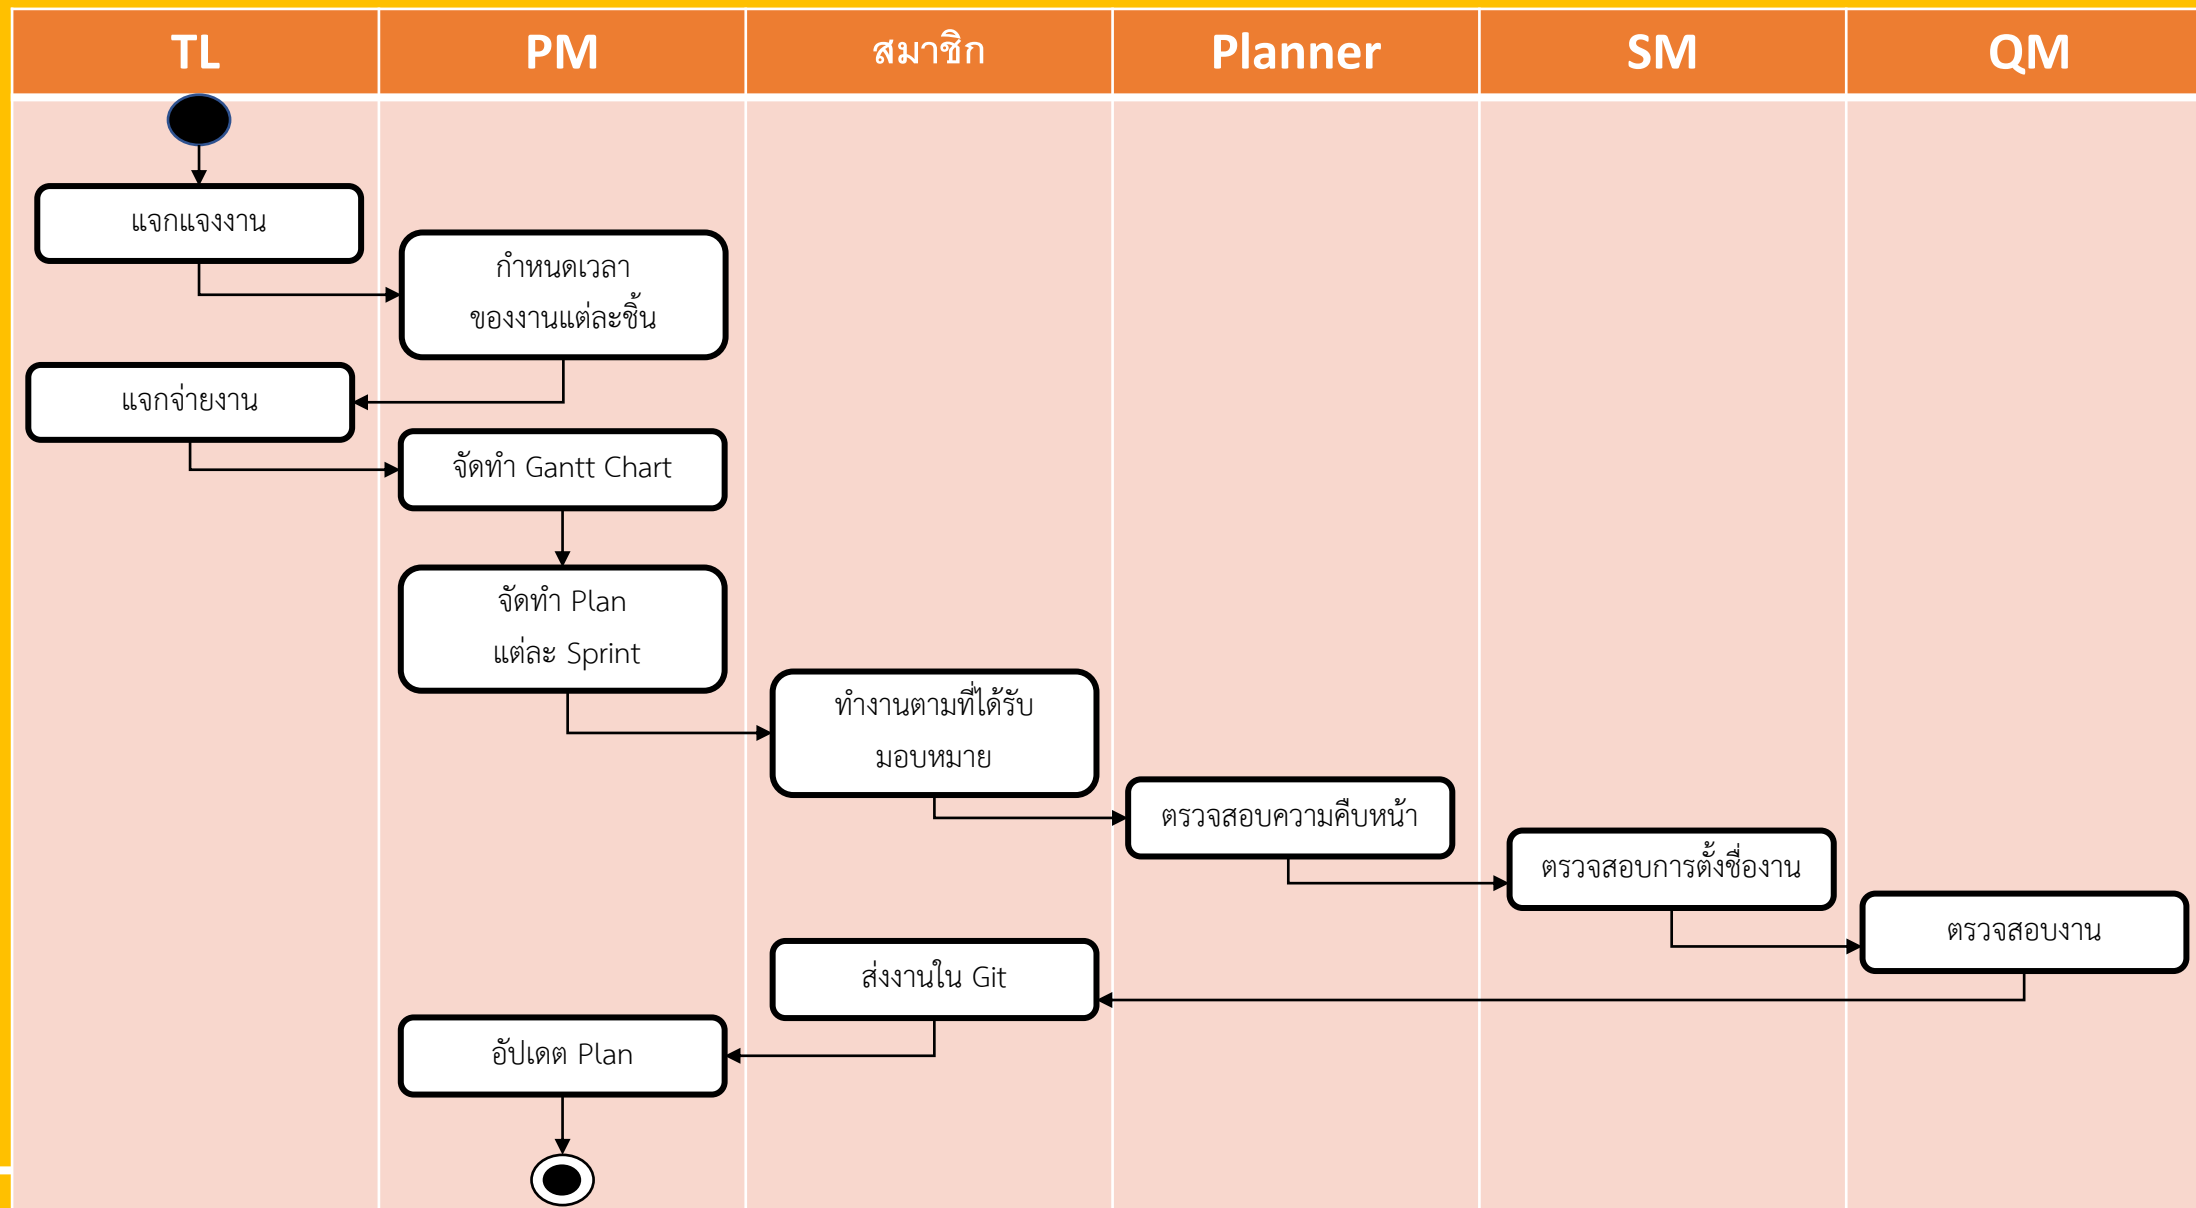 TL
PM
สมาชิก
Planner
SM
QM
แจกแจงงาน
กำหนดเวลา
ของงานแต่ละชิ้น
แจกจ่ายงาน
จัดทำ Gantt Chart
จัดทำ Plan
แต่ละ Sprint
ทำงานตามที่ได้รับ
มอบหมาย
ตรวจสอบความคืบหน้า
ตรวจสอบการตั้งชื่องาน
ตรวจสอบงาน
ส่งงานใน Git
อัปเดต Plan